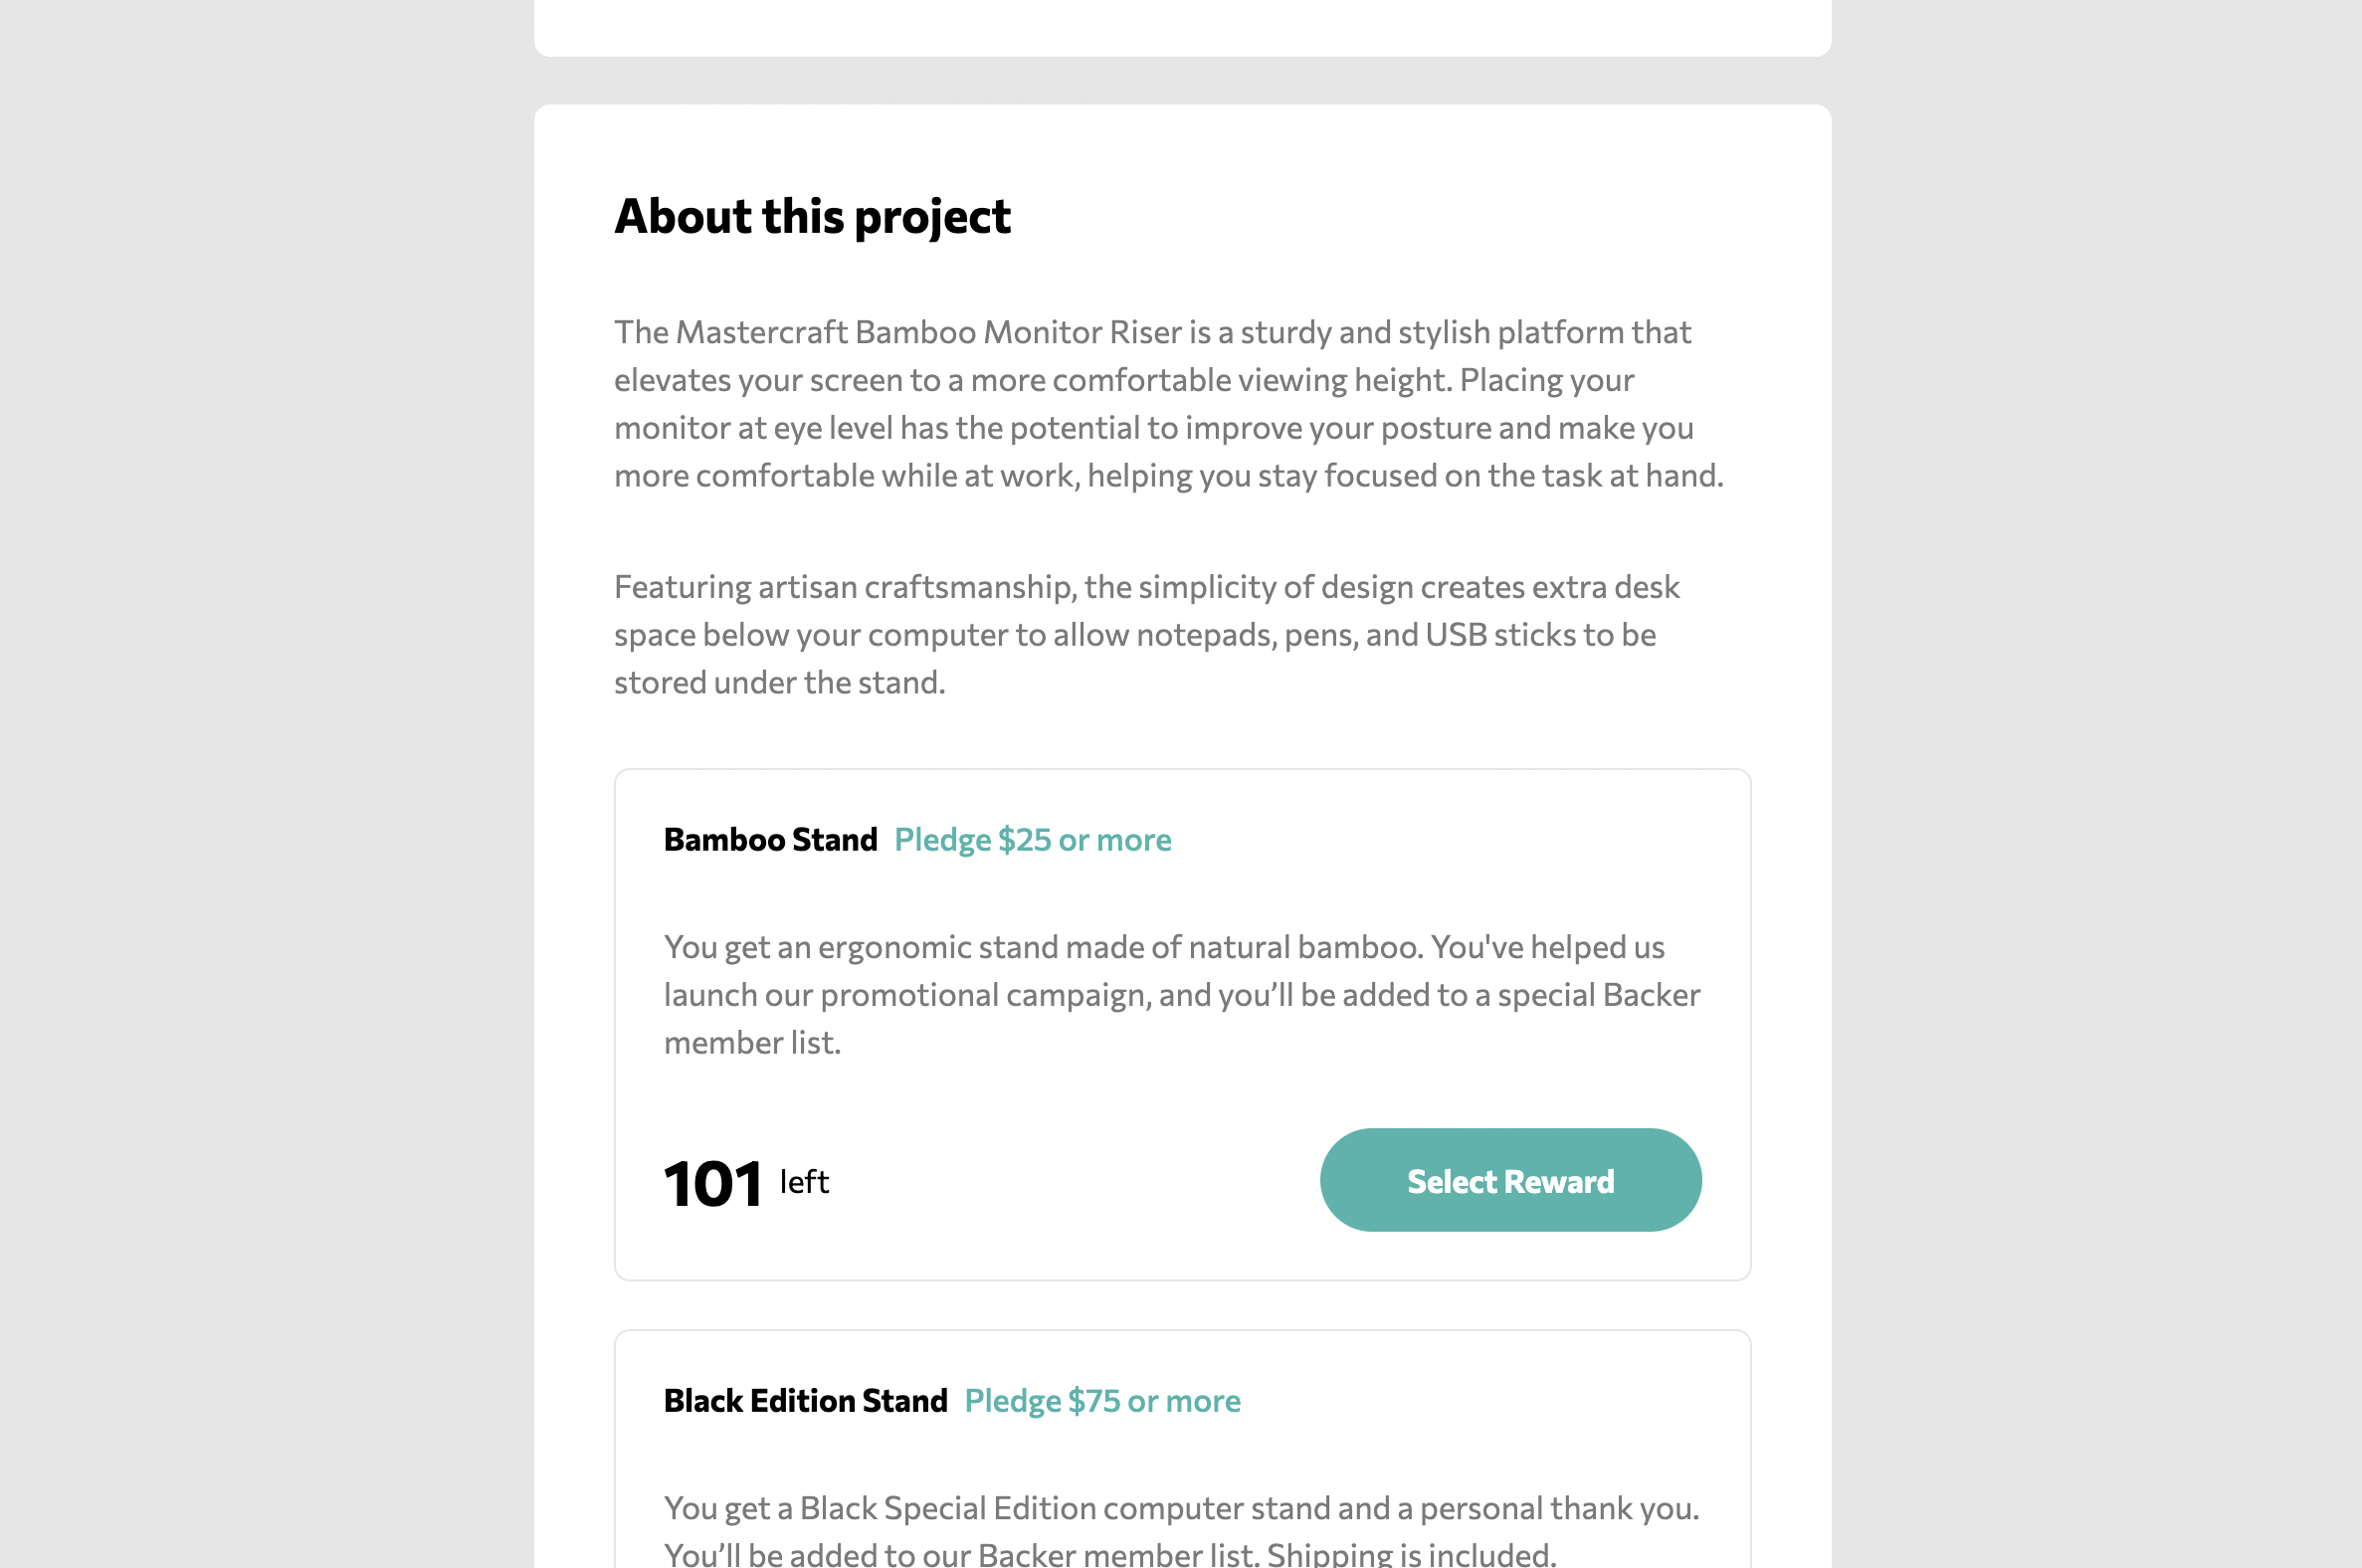 About this project
The Mastercraft Bamboo Monitor Riser is a sturdy and stylish platform that
elevates your screen to a more comfortable viewing height. Placing your
monitor at eye level has the potential to improve your posture and make you
more comfortable while at work, helping you stay focused on the task at hand.
Featuring artisan craftsmanship, the simplicity of design creates extra desk
space below your computer to allow notepads, pens, and USB sticks to be
stored under the stand.
Bamboo Stand Pledge $25 or more
You get an ergonomic stand made of natural bamboo. You've helped us
launch our promotional campaign, and you’ll be added to a special Backer
member list.
101 left
Select Reward
Black Edition Stand Pledge $75 or more
You get a Black Special Edition computer stand and a personal thank you.
You’ll be added to our Backer member list. Shipping is included.